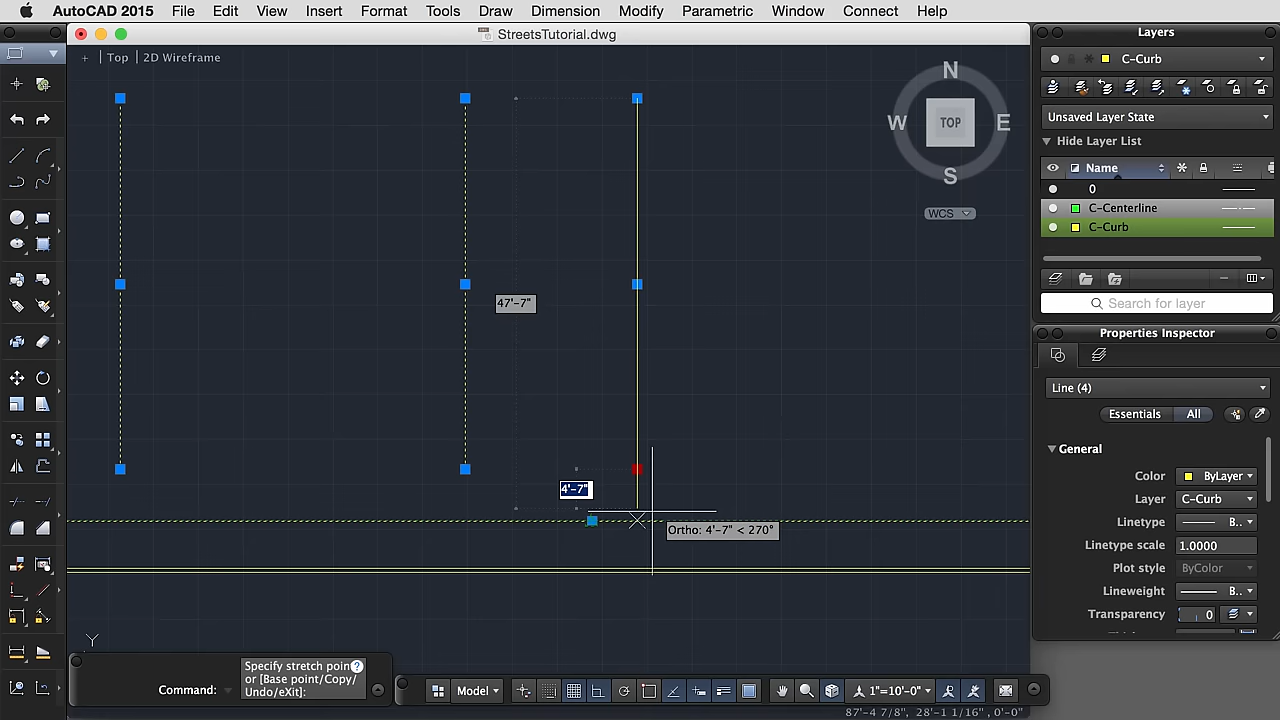 AutoCAD 2015 File Edit View Insert Format Tools Draw Dimension Modify Parametric Window Connect Help
StreetsTutorial.dwg
+ | Top | 2D Wireframe
N
W TOP E
S
WCS
47'-7"
4'-7"
Ortho: 4'-7" < 270°
Y
Layers
C-Curb
Unsaved Layer State
Hide Layer List
Name
0
C-Centerline
C-Curb
Search for layer
Properties Inspector
Line (4)
Essentials All
General
Color ByLayer
Layer C-Curb
Linetype B..
Linetype scale 1.0000
Plot style ByColor
Lineweight B..
Transparency 0
Command:
Specify stretch poin
or [Base point/Copy/
Undo/eXit]:
?
Model
1"=10'-0"
87'-4 7/8", 28'-1 1/16" ,0'-0"